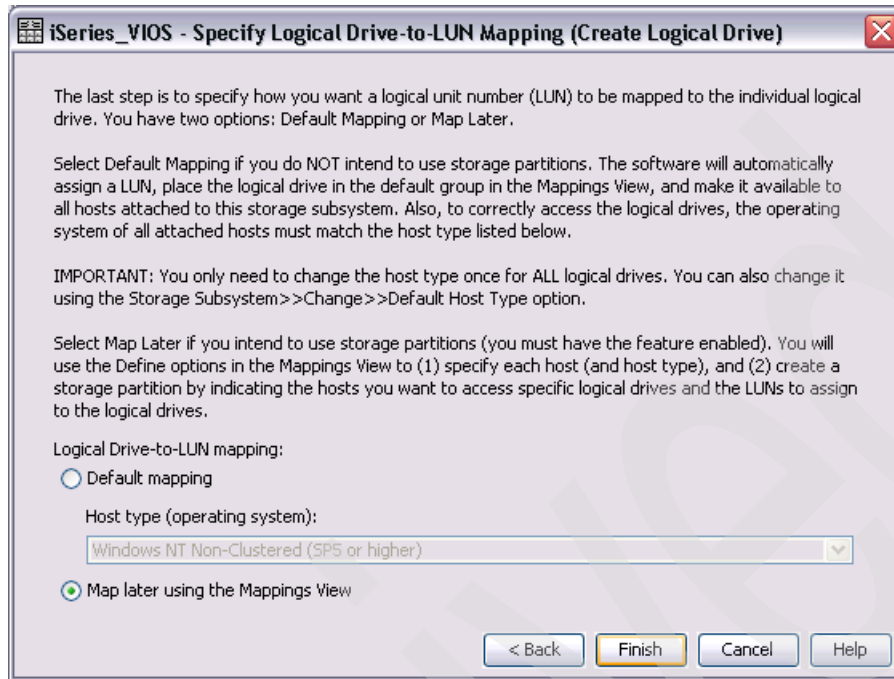 iSeries_VIOS - Specify Logical Drive-to-LUN Mapping (Create Logical Drive)
The last step is to specify how you want a logical unit number (LUN) to be mapped to the individual logical
drive. You have two options: Default Mapping or Map Later.
Select Default Mapping if you do NOT intend to use storage partitions. The software will automatically
assign a LUN, place the logical drive in the default group in the Mappings View, and make it available to
all hosts attached to this storage subsystem. Also, to correctly access the logical drives, the operating
system of all attached hosts must match the host type listed below.
IMPORTANT: You only need to change the host type once for ALL logical drives. You can also change it
using the Storage Subsystem>>Change>>Default Host Type option.
Select Map Later if you intend to use storage partitions (you must have the feature enabled). You will
use the Define options in the Mappings View to (1) specify each host (and host type), and (2) create a
storage partition by indicating the hosts you want to access specific logical drives and the LUNs to assign
to the logical drives.
Logical Drive-to-LUN mapping:
Default mapping
Host type (operating system):
Windows NT Non-Clustered (SP5 or higher)
Map later using the Mappings View
< Back Finish Cancel Help